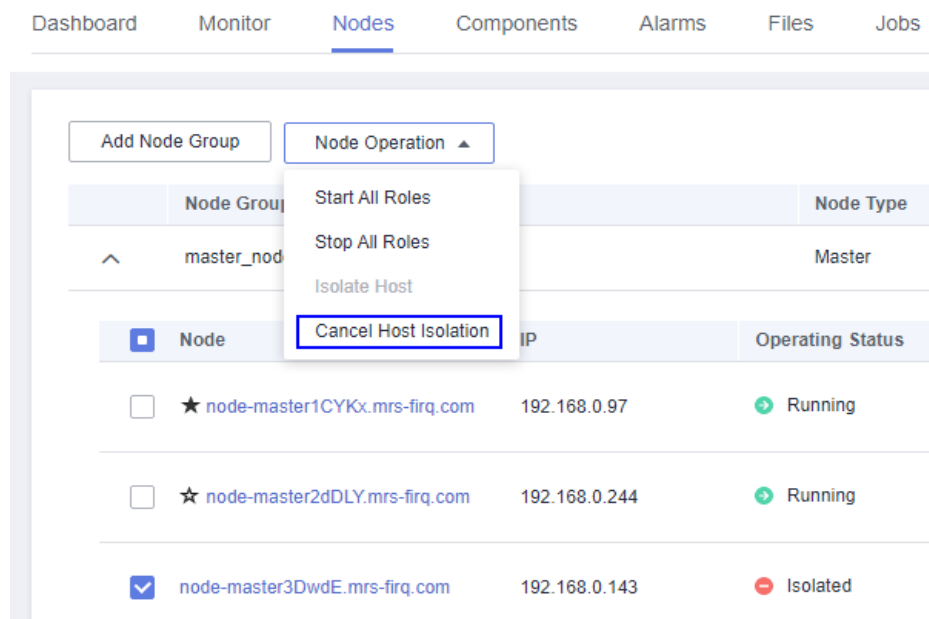 Dashboard Monitor Nodes Components Alarms Files Jobs
Add Node Group Node Operation
Start All Roles
Stop All Roles
Isolate Host
Cancel Host Isolation
Node Node Type
master_nod Master
Node IP Operating Status
node-master1CYKx.mrs-firq.com 192.168.0.97 Running
node-master2dDLY.mrs-firq.com 192.168.0.244 Running
node-master3DwdE.mrs-firq.com 192.168.0.143 Isolated